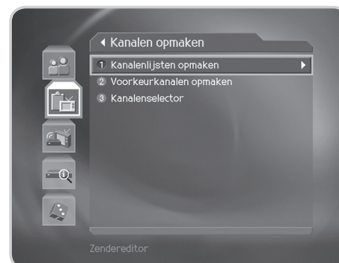 Kanalen opmaken
1 Kanalenlijsten opmaken
2 Voorkeurkanalen opmaken
3 Kanalenselector
Zendereditor